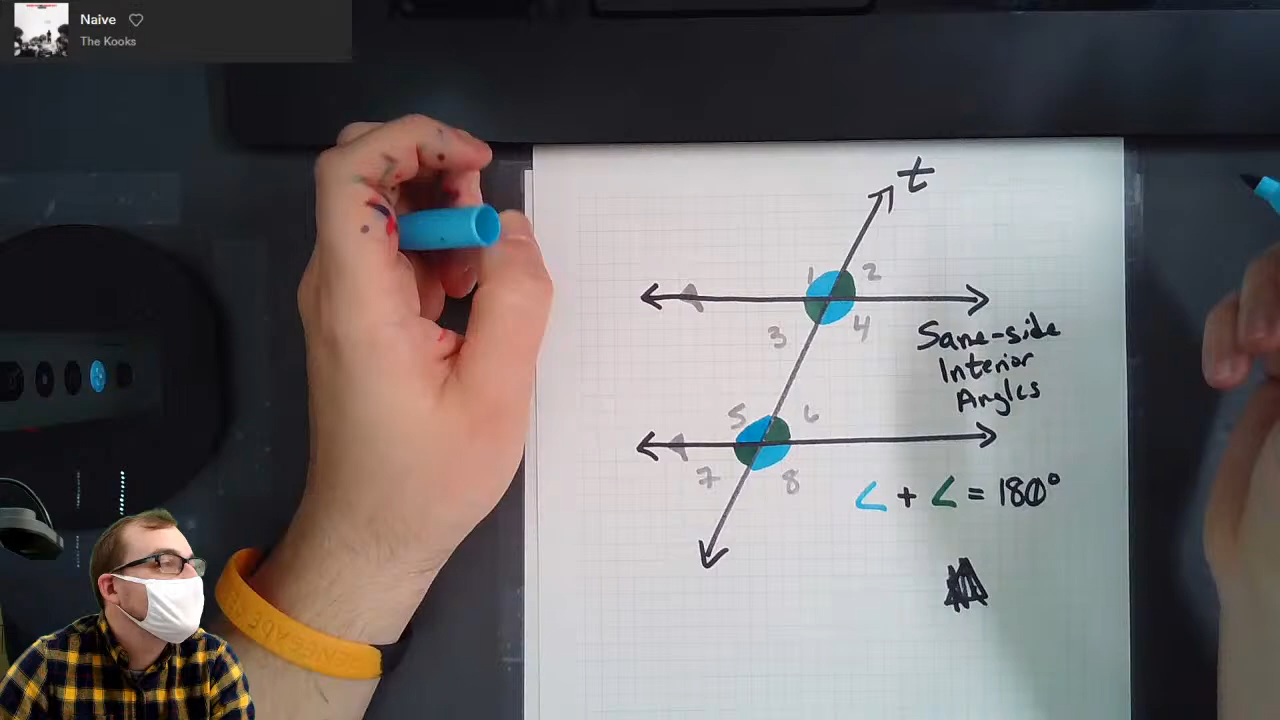 Naive
The Kooks
t
1 2
3 4
Same-side
Interior
Angles
5 6
7 8
∠ + ∠ = 180°